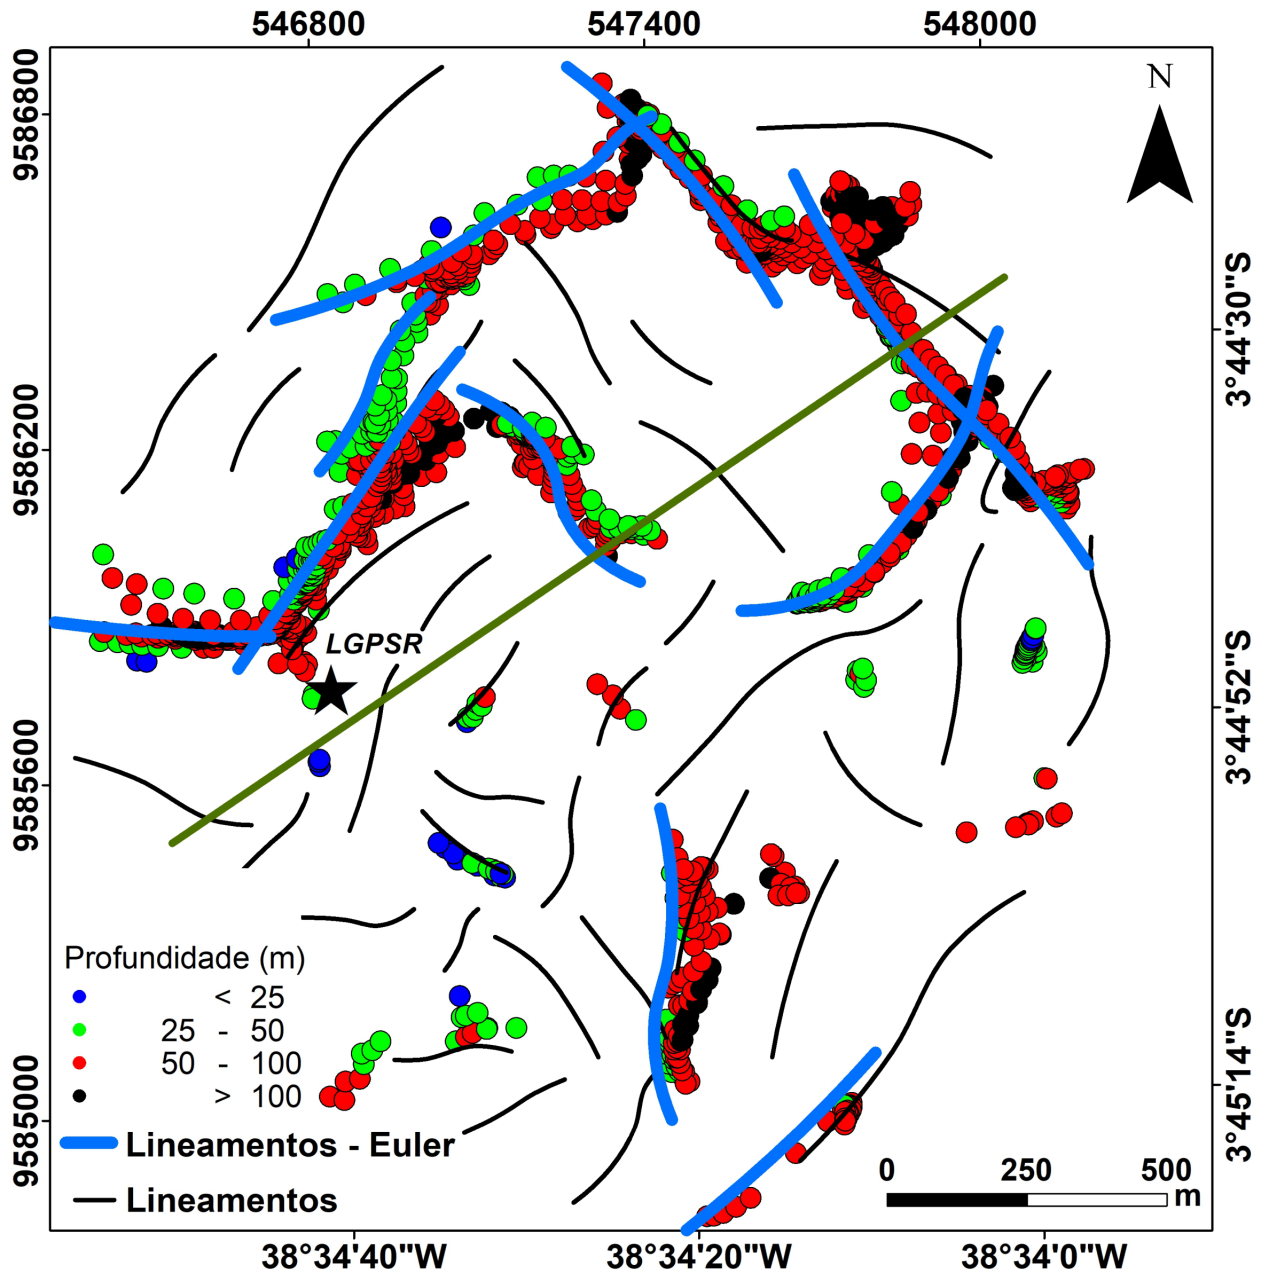 546800 547400 548000
N
9586800
9586200
9585600
9585000
3°44'30"S
3°44'52"S
3°45'14"S
LGPSR
Profundidade (m)
< 25
25 - 50
50 - 100
> 100
Lineamentos - Euler
Lineamentos
0 250 500
m
38°34'40"W 38°34'20"W 38°34'0"W